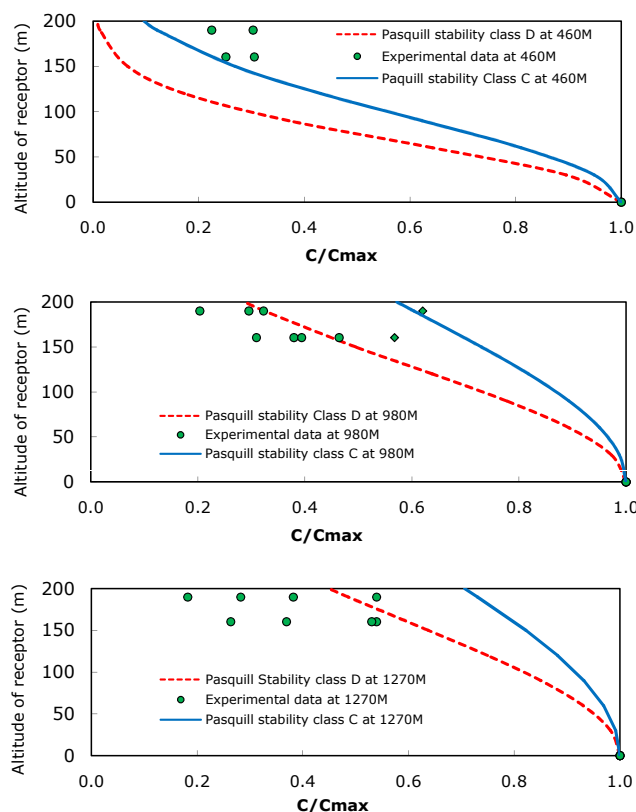 Altitude of receptor (m)
200
150
100
50
0
Pasquill stability class D at 460M
Experimental data at 460M
Paquill stability Class C at 460M
0.0 0.2 0.4 0.6 0.8 1.0
C/Cmax
Altitude of receptor (m)
200
150
100
50
0
Pasquill stability Class D at 980M
Experimental data at 980M
Pasquill stability class C at 980M
0.0 0.2 0.4 0.6 0.8 1.0
C/Cmax
Altitude of receptor (m)
200
150
100
50
0
Pasquill Stability class D at 1270M
Experimental data at 1270M
Pasquill stability class C at 1270M
0.0 0.2 0.4 0.6 0.8 1.0
C/Cmax